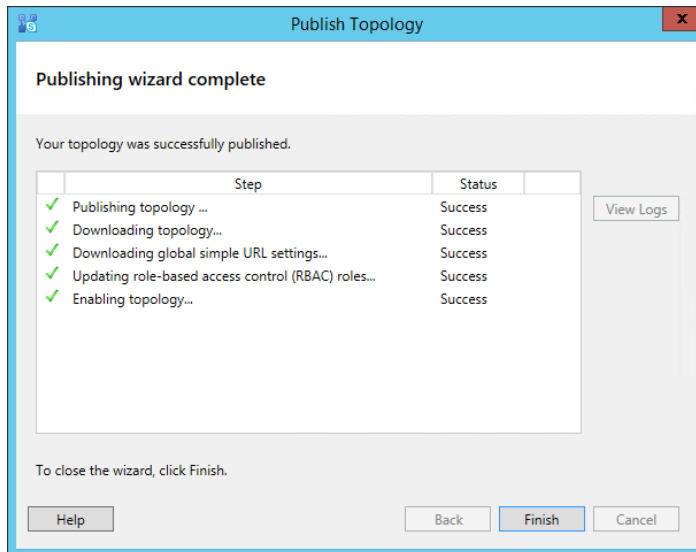 Publish Topology
Publishing wizard complete
Your topology was successfully published.
Step Status
Publishing topology ... Success
View Logs
Downloading topology... Success
Downloading global simple URL settings... Success
Updating role-based access control (RBAC) roles... Success
Enabling topology... Success
To close the wizard, click Finish.
Help Back Finish Cancel